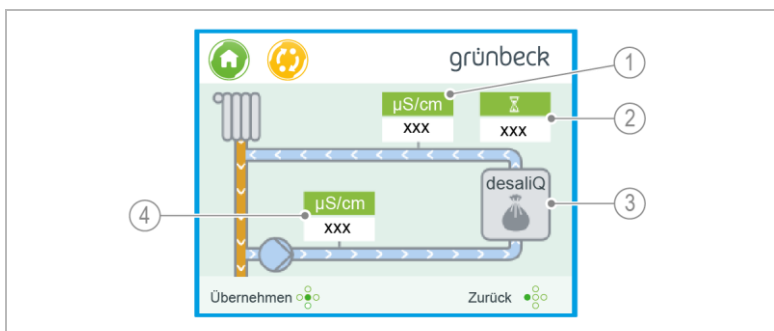 grünbeck
1
µS/cm
xxx
xxx
2
desaliQ
3
µS/cm
xxx
4
Übernehmen
Zurück